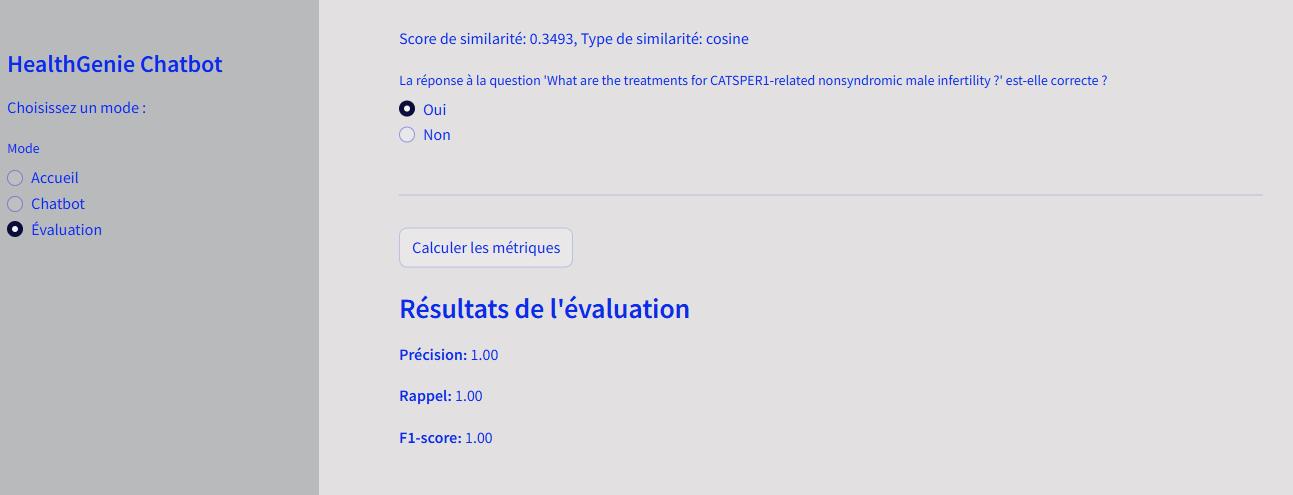 HealthGenie Chatbot
Choisissez un mode :
Mode
Accueil
Chatbot
Évaluation
Score de similarité: 0.3493, Type de similarité: cosine
La réponse à la question 'What are the treatments for CATSPER1-related nonsyndromic male infertility ?' est-elle correcte ?
Oui
Non
Calculer les métriques
Résultats de l'évaluation
Précision: 1.00
Rappel: 1.00
F1-score: 1.00